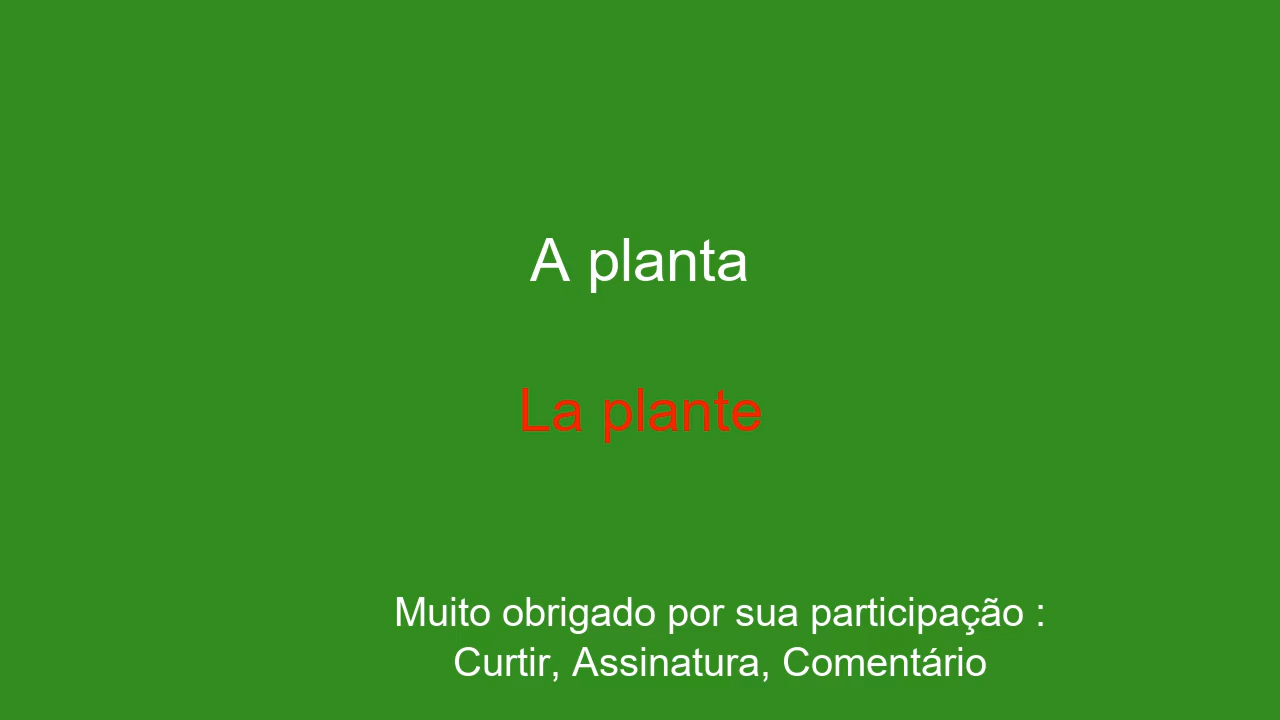 A planta
La plante
Muito obrigado por sua participação :
Curtir, Assinatura, Comentário